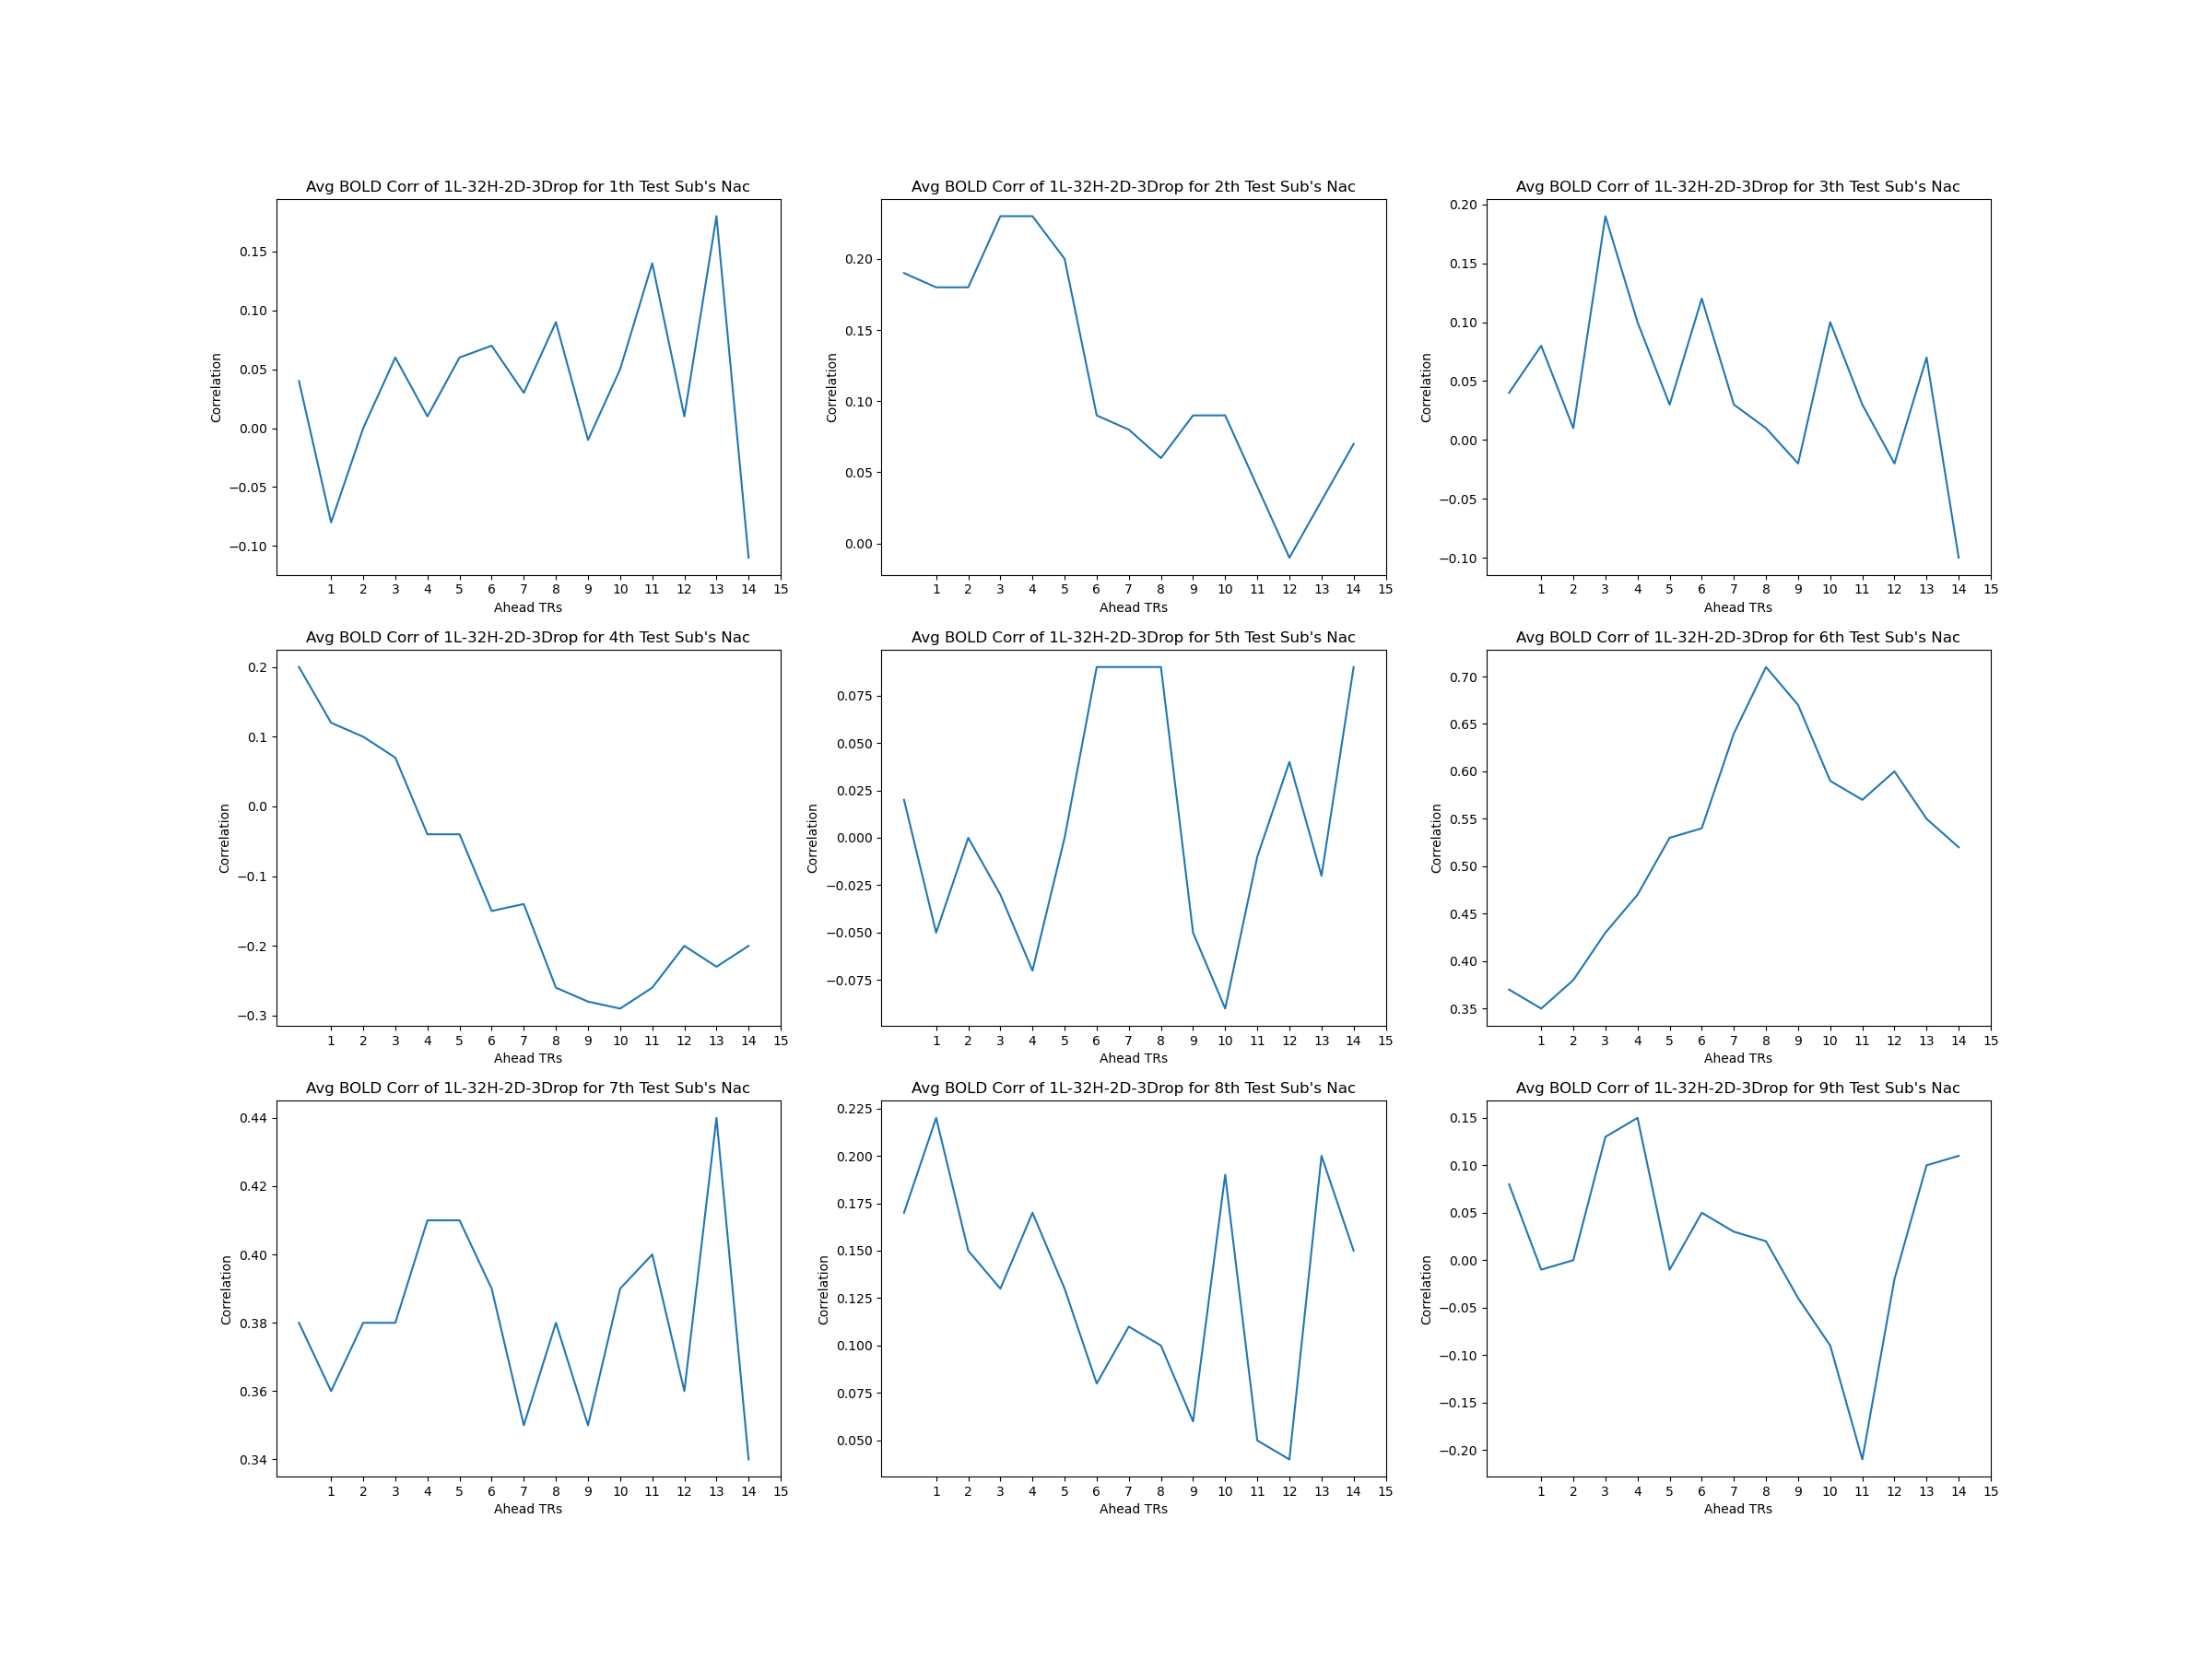 Avg BOLD Corr of 1L-32H-2D-3Drop for 1th Test Sub's Nac
0.15
0.10
0.05
0.00
−0.05
−0.10
Correlation
1 2 3 4 5 6 7 8 9 10 11 12 13 14 15
Ahead TRs
Avg BOLD Corr of 1L-32H-2D-3Drop for 2th Test Sub's Nac
0.20
0.15
0.10
0.05
0.00
Correlation
1 2 3 4 5 6 7 8 9 10 11 12 13 14 15
Ahead TRs
Avg BOLD Corr of 1L-32H-2D-3Drop for 3th Test Sub's Nac
0.20
0.15
0.10
0.05
0.00
−0.05
−0.10
Correlation
1 2 3 4 5 6 7 8 9 10 11 12 13 14 15
Ahead TRs
Avg BOLD Corr of 1L-32H-2D-3Drop for 4th Test Sub's Nac
0.2
0.1
0.0
−0.1
−0.2
−0.3
Correlation
1 2 3 4 5 6 7 8 9 10 11 12 13 14 15
Ahead TRs
Avg BOLD Corr of 1L-32H-2D-3Drop for 5th Test Sub's Nac
0.075
0.050
0.025
0.000
−0.025
−0.050
−0.075
Correlation
1 2 3 4 5 6 7 8 9 10 11 12 13 14 15
Ahead TRs
Avg BOLD Corr of 1L-32H-2D-3Drop for 6th Test Sub's Nac
0.70
0.65
0.60
0.55
0.50
0.45
0.40
0.35
Correlation
1 2 3 4 5 6 7 8 9 10 11 12 13 14 15
Ahead TRs
Avg BOLD Corr of 1L-32H-2D-3Drop for 7th Test Sub's Nac
0.44
0.42
0.40
0.38
0.36
0.34
Correlation
1 2 3 4 5 6 7 8 9 10 11 12 13 14 15
Ahead TRs
Avg BOLD Corr of 1L-32H-2D-3Drop for 8th Test Sub's Nac
0.225
0.200
0.175
0.150
0.125
0.100
0.075
0.050
Correlation
1 2 3 4 5 6 7 8 9 10 11 12 13 14 15
Ahead TRs
Avg BOLD Corr of 1L-32H-2D-3Drop for 9th Test Sub's Nac
0.15
0.10
0.05
0.00
−0.05
−0.10
−0.15
−0.20
Correlation
1 2 3 4 5 6 7 8 9 10 11 12 13 14 15
Ahead TRs